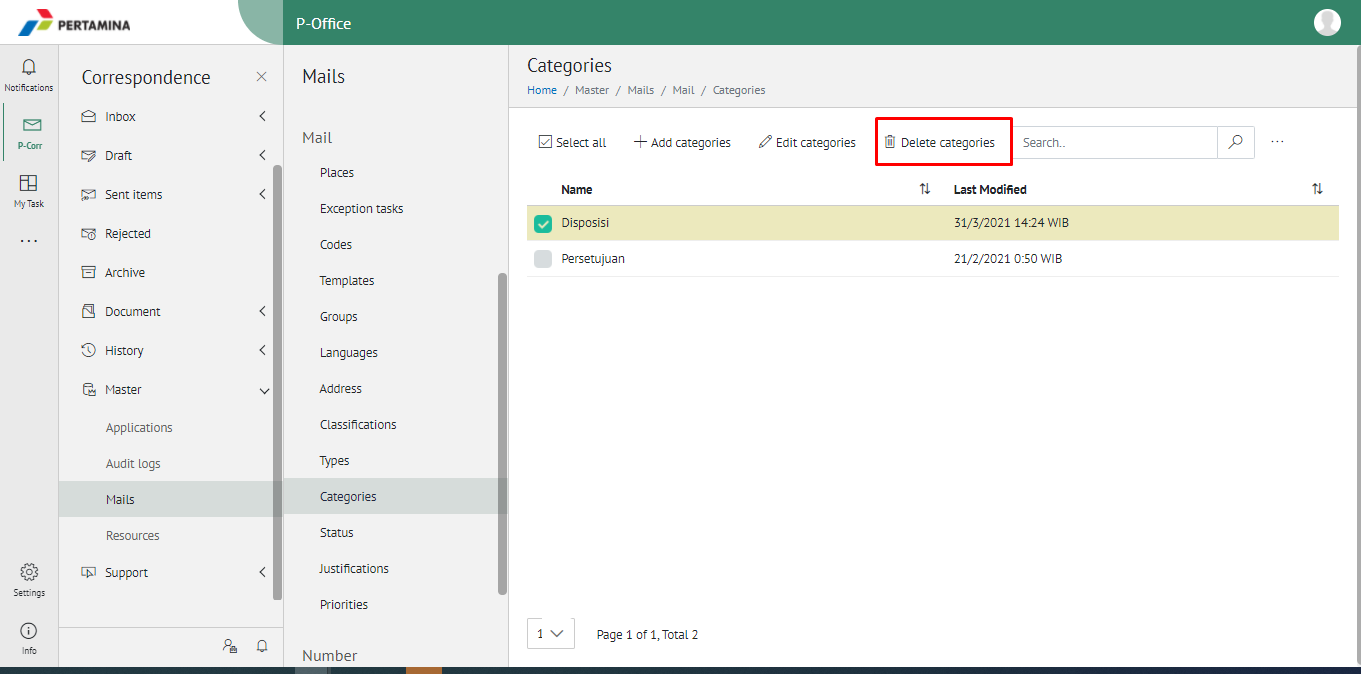 PERTAMINA
P-Office
Notifications
P-Corr
My Task
Settings
Info
Correspondence
Inbox
Draft
Sent items
Rejected
Archive
Document
History
Master
Applications
Audit logs
Mails
Resources
Support
Mails
Mail
Places
Exception tasks
Codes
Templates
Groups
Languages
Address
Classifications
Types
Categories
Status
Justifications
Priorities
Number
Categories
Home / Master / Mails / Mail / Categories
Select all Add categories Edit categories Delete categories Search..
Name Last Modified
Disposisi 31/3/2021 14:24 WIB
Persetujuan 21/2/2021 0:50 WIB
1 Page 1 of 1, Total 2